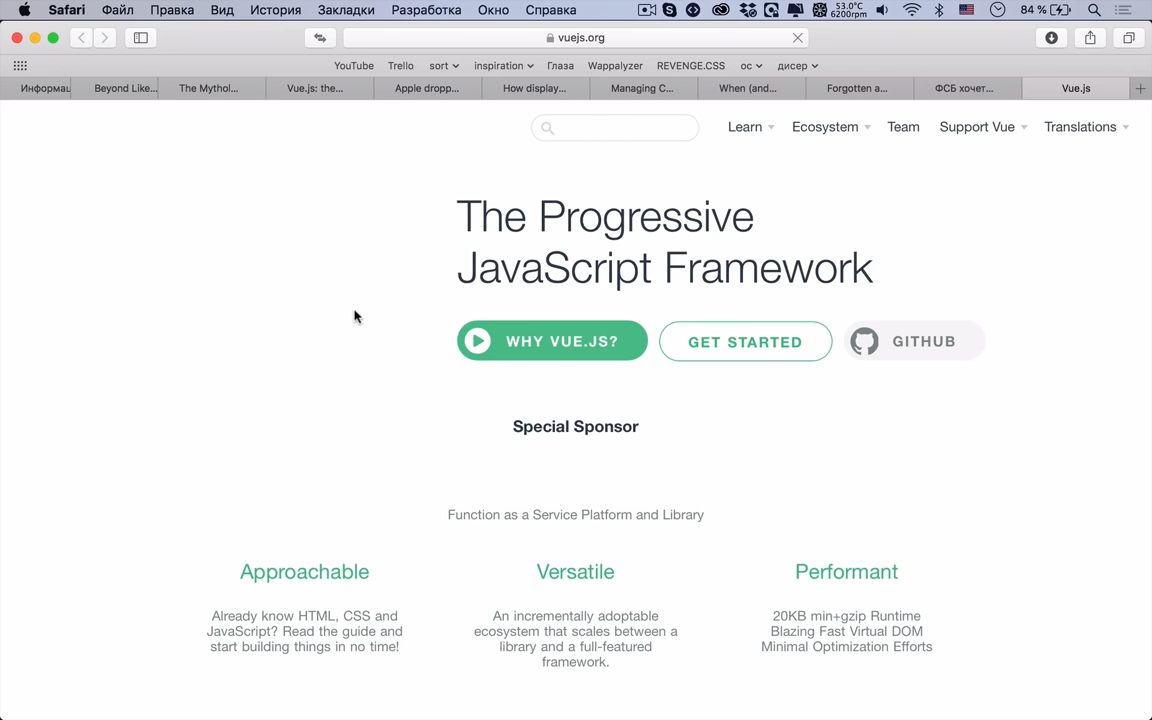 Safari Файл Правка Вид История Закладки Разработка Окно Справка 53.0°C 6200rpm 84 %
vuejs.org
YouTube Trello sort inspiration Глаза Wappalyzer REVENGE.CSS ос дисер
Информац Beyond Like... The Mythol... Vue.js: the... Apple dropp... How display... Managing C... When (and... Forgotten a... ФСБ хочет... Vue.js
Learn Ecosystem Team Support Vue Translations
The Progressive
JavaScript Framework
WHY VUE.JS? GET STARTED GITHUB
Special Sponsor
Function as a Service Platform and Library
Approachable Versatile Performant
Already know HTML, CSS and An incrementally adoptable 20KB min+gzip Runtime
JavaScript? Read the guide and ecosystem that scales between a Blazing Fast Virtual DOM
start building things in no time! library and a full-featured Minimal Optimization Efforts
framework.